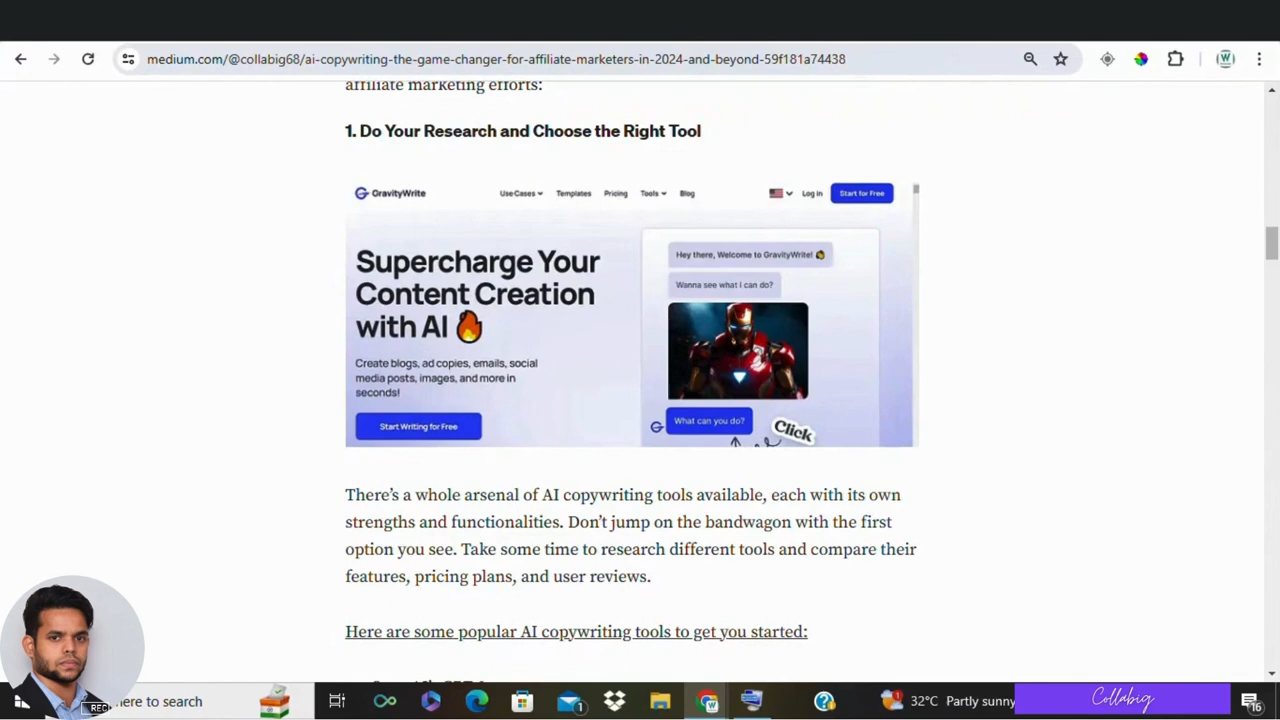 medium.com/@collabig68/ai-copywriting-the-game-changer-for-affiliate-marketers-in-2024-and-beyond-59f181a74438
affiliate marketing efforts:
1. Do Your Research and Choose the Right Tool
GravityWrite Use Cases Templates Pricing Tools Blog Log in Start for Free
Supercharge Your
Content Creation
with AI 🔥
Create blogs, ad copies, emails, social
media posts, images, and more in
seconds!
Start Writing for Free
Hey there, Welcome to GravityWrite!
Wanna see what I can do?
What can you do?
Click
There’s a whole arsenal of AI copywriting tools available, each with its own
strengths and functionalities. Don’t jump on the bandwagon with the first
option you see. Take some time to research different tools and compare their
features, pricing plans, and user reviews.
Here are some popular AI copywriting tools to get you started:
REC
here to search
1
1
32°C Partly sunny
Collabig
16